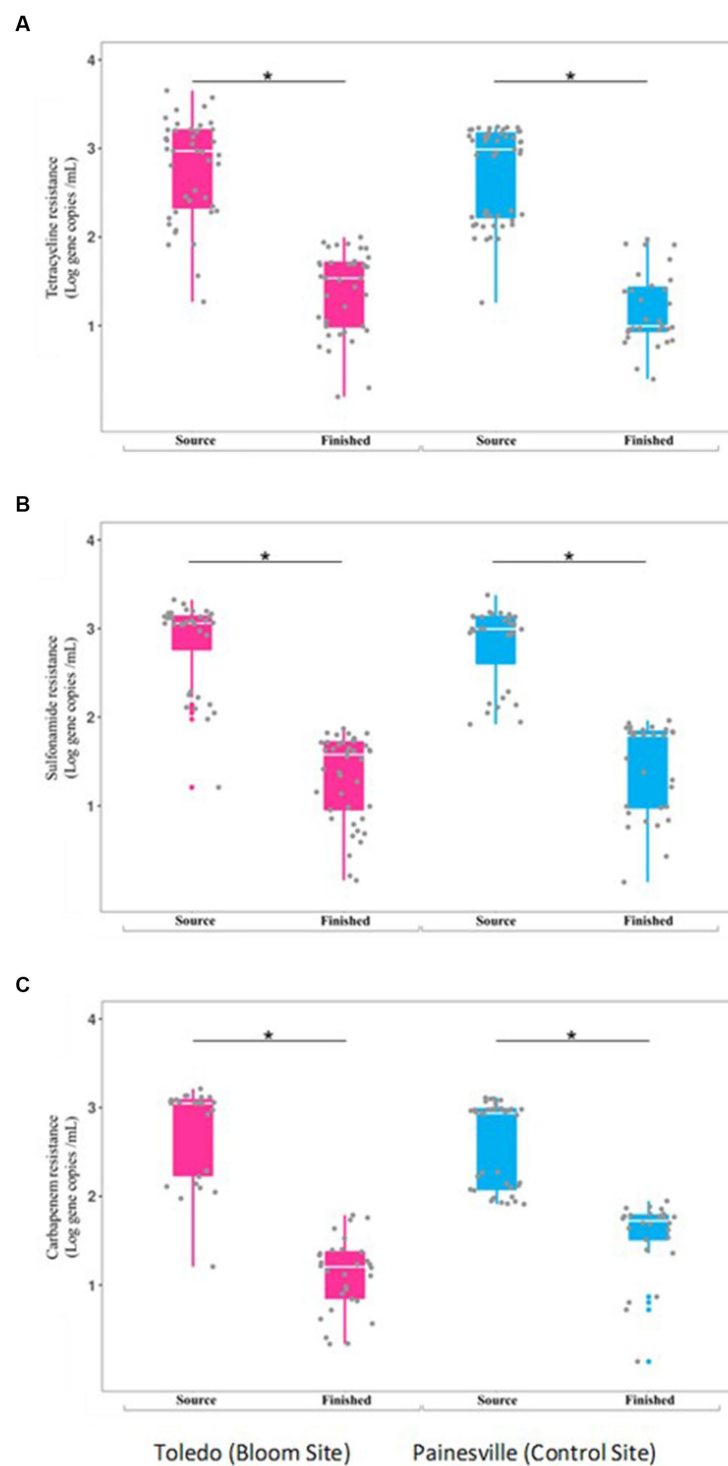 A
Tetracycline resistance
(Log gene copies /mL)
4
3
2
1
*
*
Source
Finished
Source
Finished
B
Sulfonamide resistance
(Log gene copies /mL)
4
3
2
1
*
*
Source
Finished
Source
Finished
C
Carbapenem resistance
(Log gene copies /mL)
4
3
2
1
*
*
Source
Finished
Source
Finished
Toledo (Bloom Site)
Painesville (Control Site)